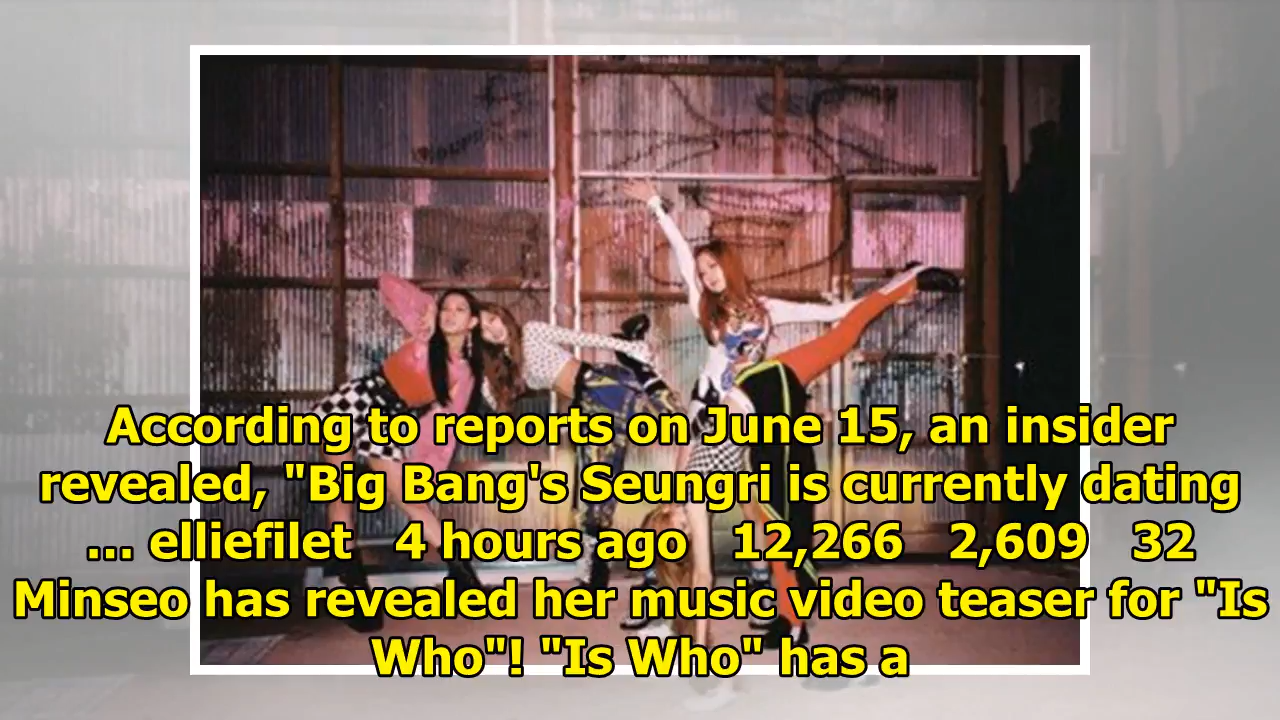 According to reports on June 15, an insider
revealed, "Big Bang's Seungri is currently dating
... elliefilet 4 hours ago 12,266 2,609 32
Minseo has revealed her music video teaser for "Is
Who"! "Is Who" has a